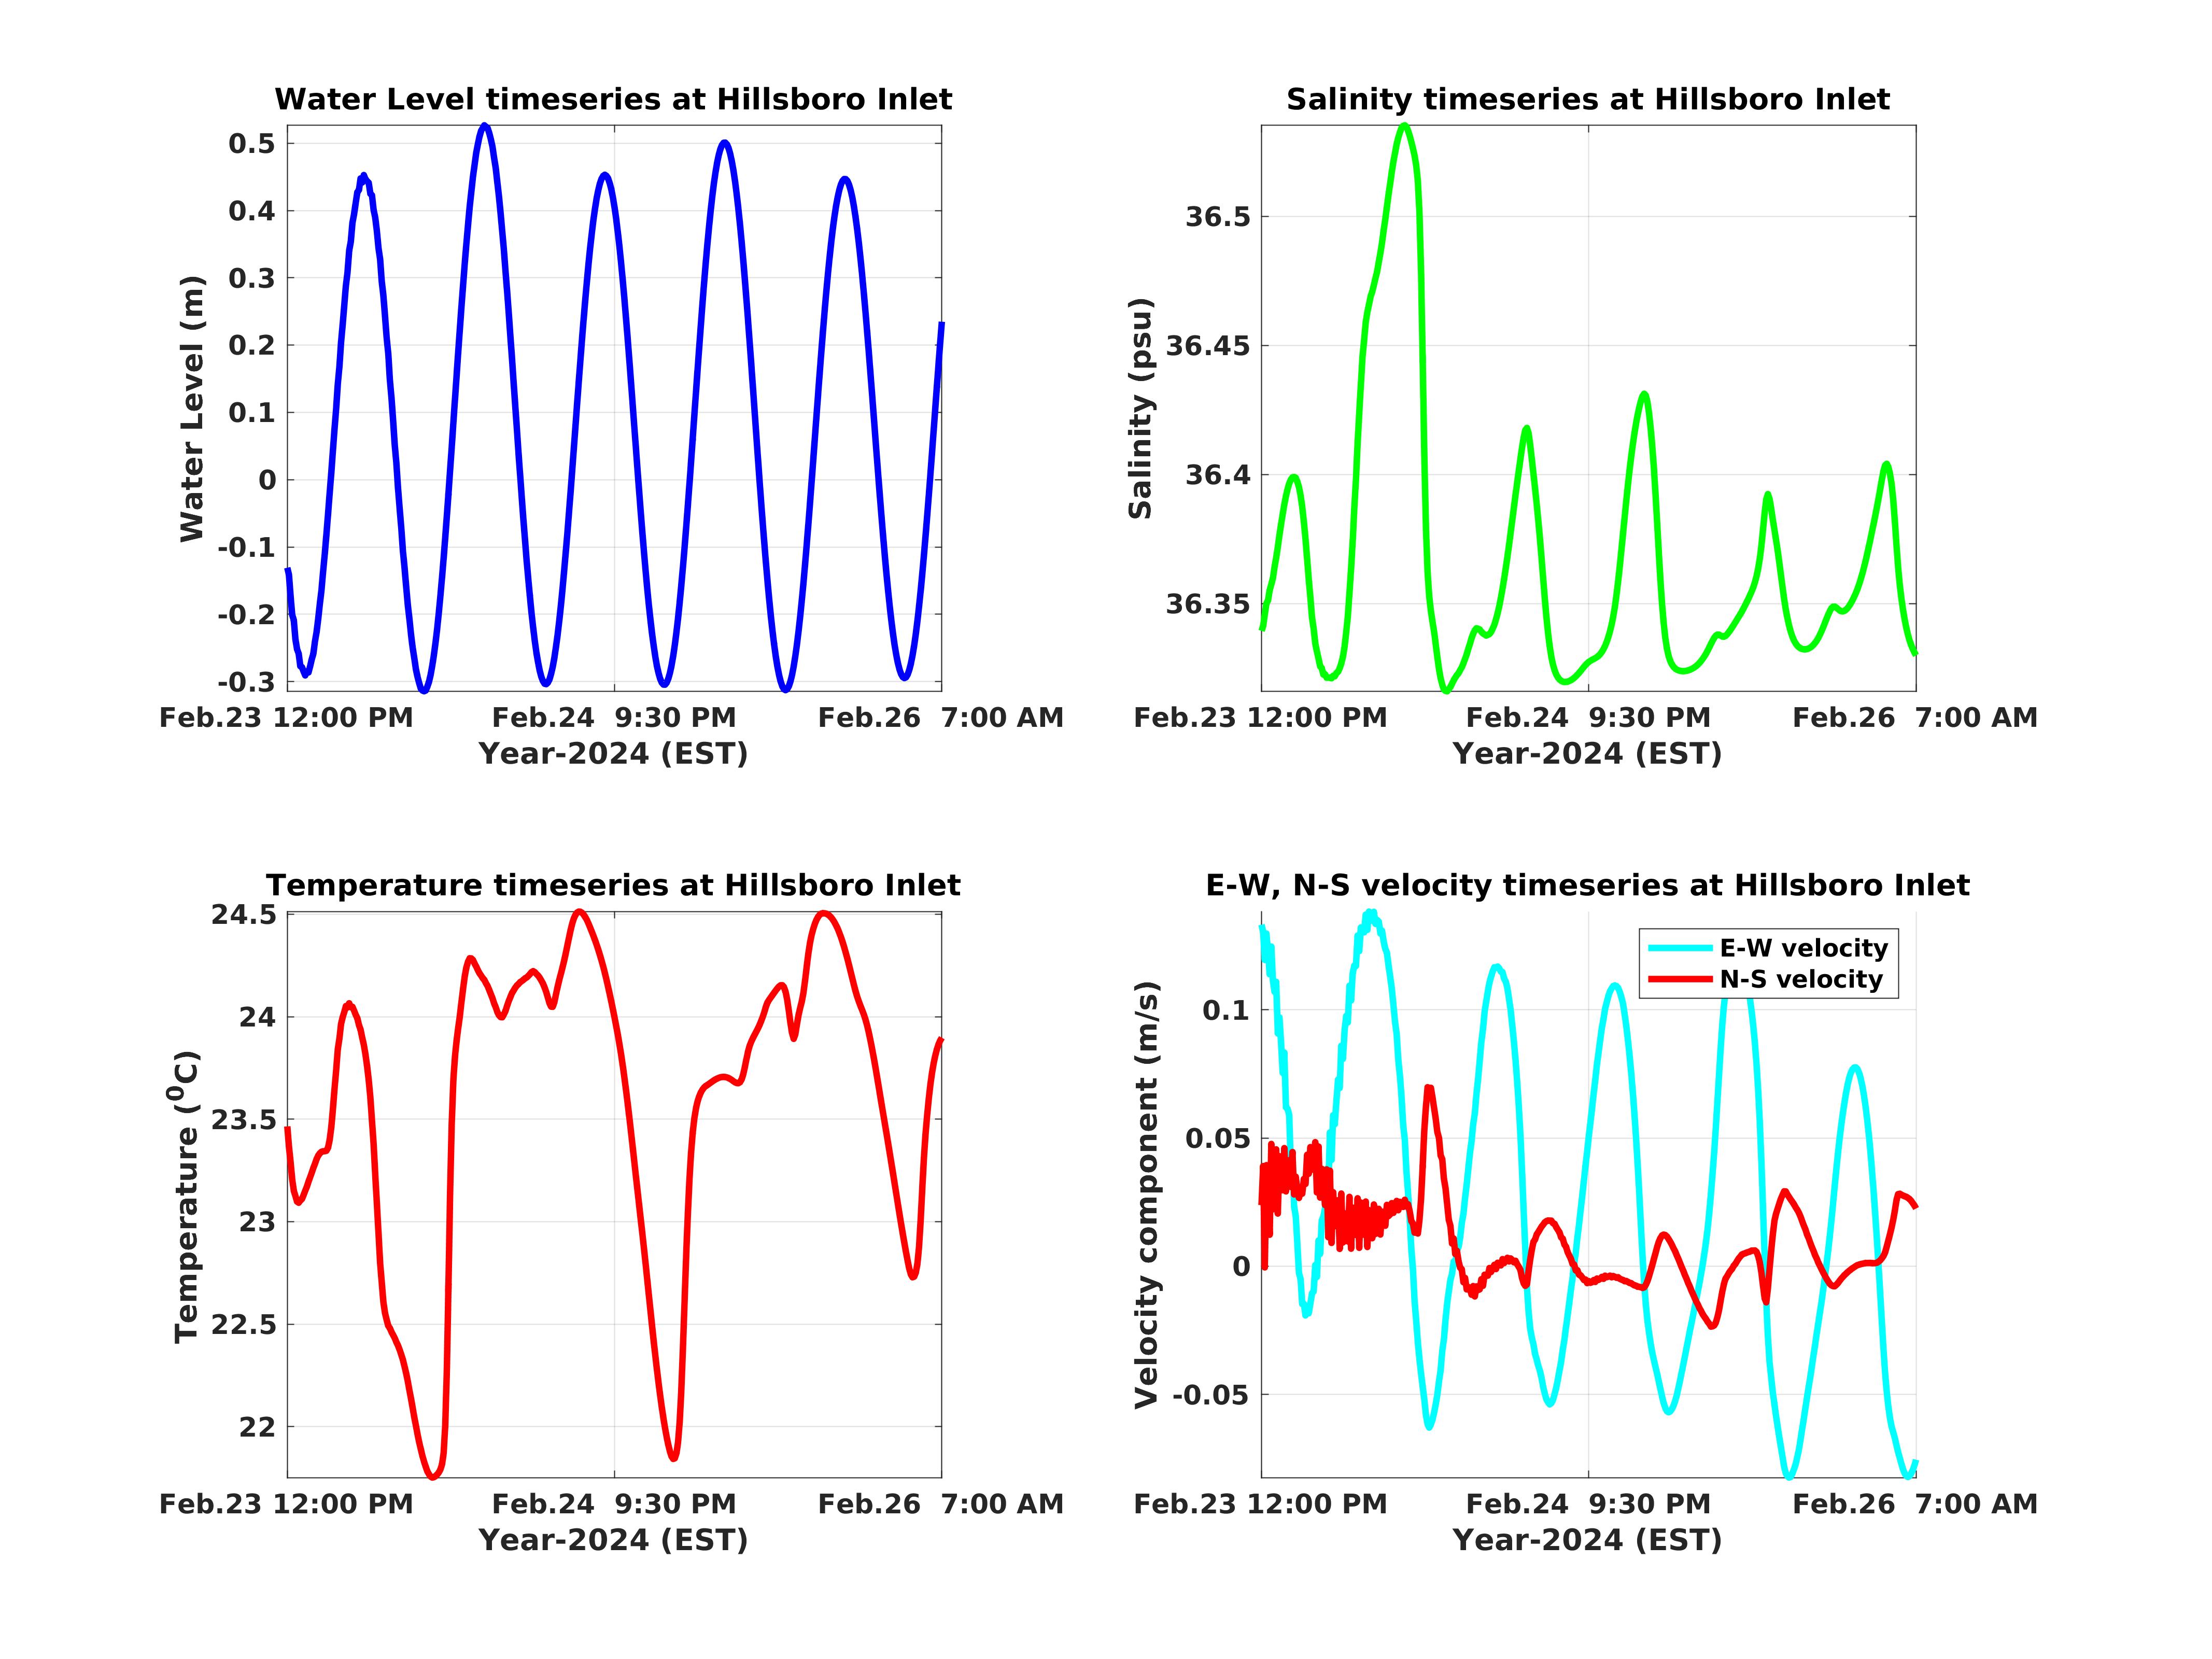 Water Level timeseries at Hillsboro Inlet
Water Level (m)
0.5
0.4
0.3
0.2
0.1
0
-0.1
-0.2
-0.3
Feb.23 12:00 PM
Feb.24 9:30 PM
Feb.26 7:00 AM
Year-2024 (EST)
Salinity timeseries at Hillsboro Inlet
Salinity (psu)
36.5
36.45
36.4
36.35
Feb.23 12:00 PM
Feb.24 9:30 PM
Feb.26 7:00 AM
Year-2024 (EST)
Temperature timeseries at Hillsboro Inlet
Temperature (⁰C)
24.5
24
23.5
23
22.5
22
Feb.23 12:00 PM
Feb.24 9:30 PM
Feb.26 7:00 AM
Year-2024 (EST)
E-W, N-S velocity timeseries at Hillsboro Inlet
E-W velocity
N-S velocity
Velocity component (m/s)
0.1
0.05
0
-0.05
Feb.23 12:00 PM
Feb.24 9:30 PM
Feb.26 7:00 AM
Year-2024 (EST)